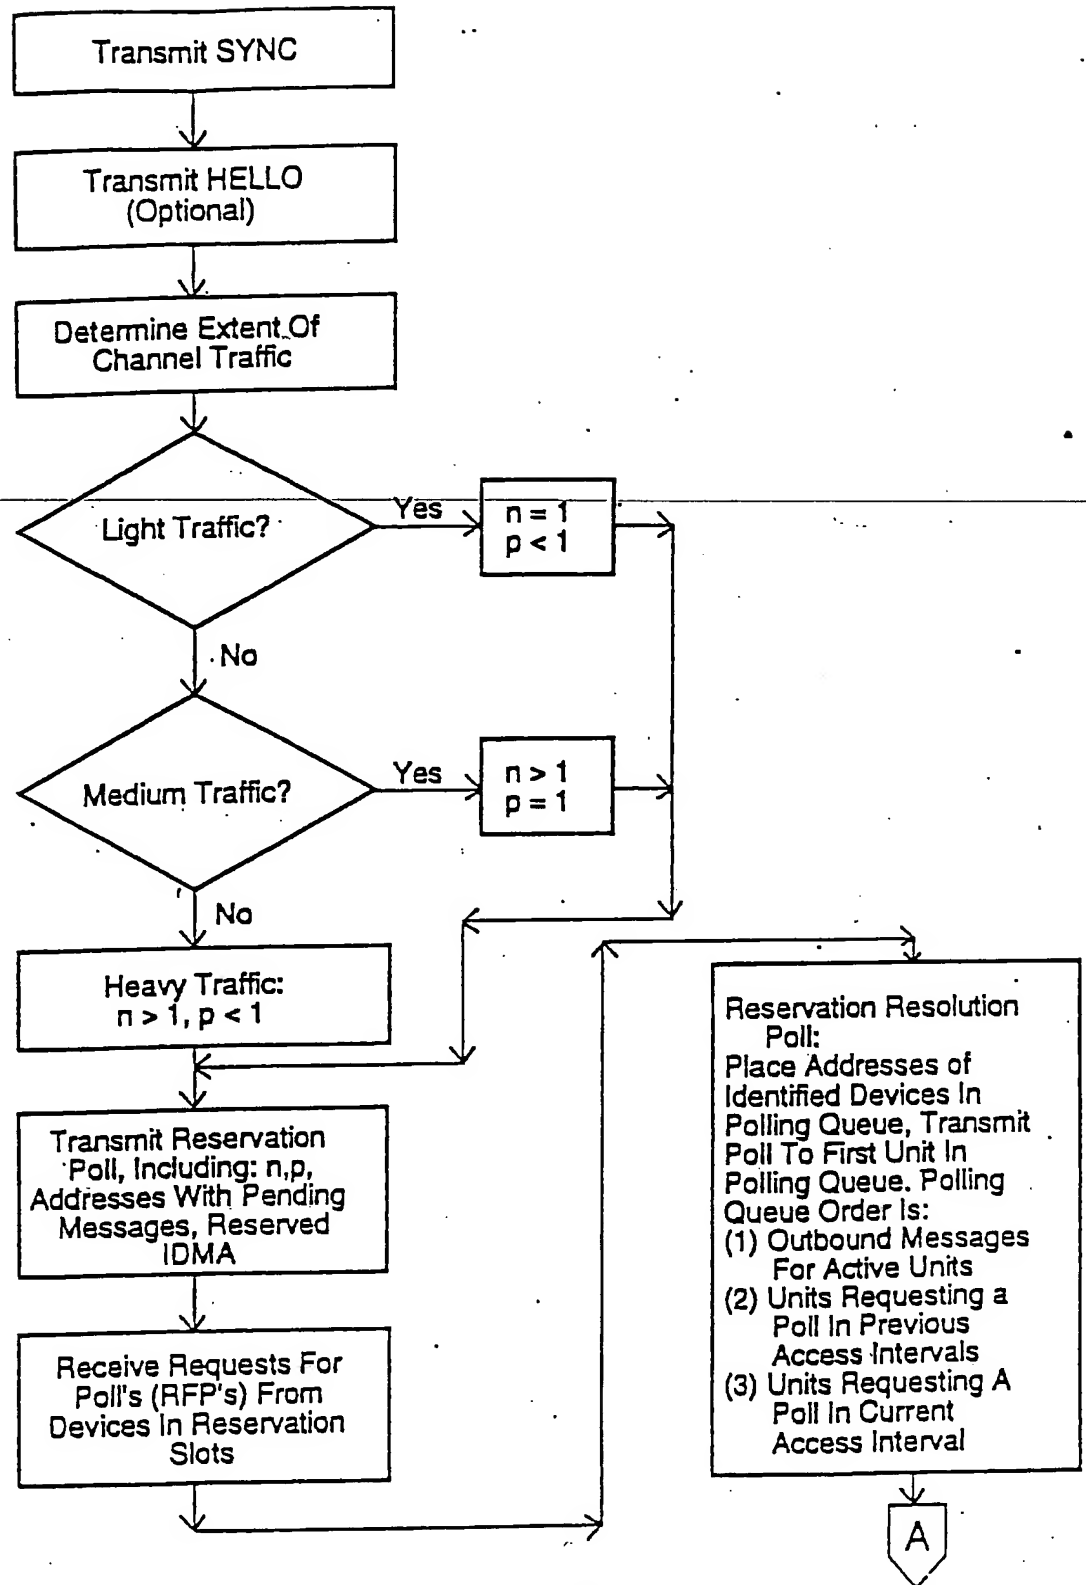 Transmit SYNC
Transmit HELLO
(Optional)
Determine Extent Of
Channel Traffic
Light Traffic?
Yes
n = 1
p < 1
No
Medium Traffic?
Yes
n > 1
p = 1
No
Heavy Traffic:
n > 1, p < 1
Transmit Reservation
Poll, Including: n,p,
Addresses With Pending
Messages, Reserved
IDMA
Receive Requests For
Poll's (RFP's) From
Devices In Reservation
Slots
Reservation Resolution
Poll:
Place Addresses of
Identified Devices In
Polling Queue, Transmit
Poll To First Unit In
Polling Queue. Polling
Queue Order Is:
(1) Outbound Messages
For Active Units
(2) Units Requesting a
Poll In Previous
Access Intervals
(3) Units Requesting A
Poll In Current
Access Interval
A